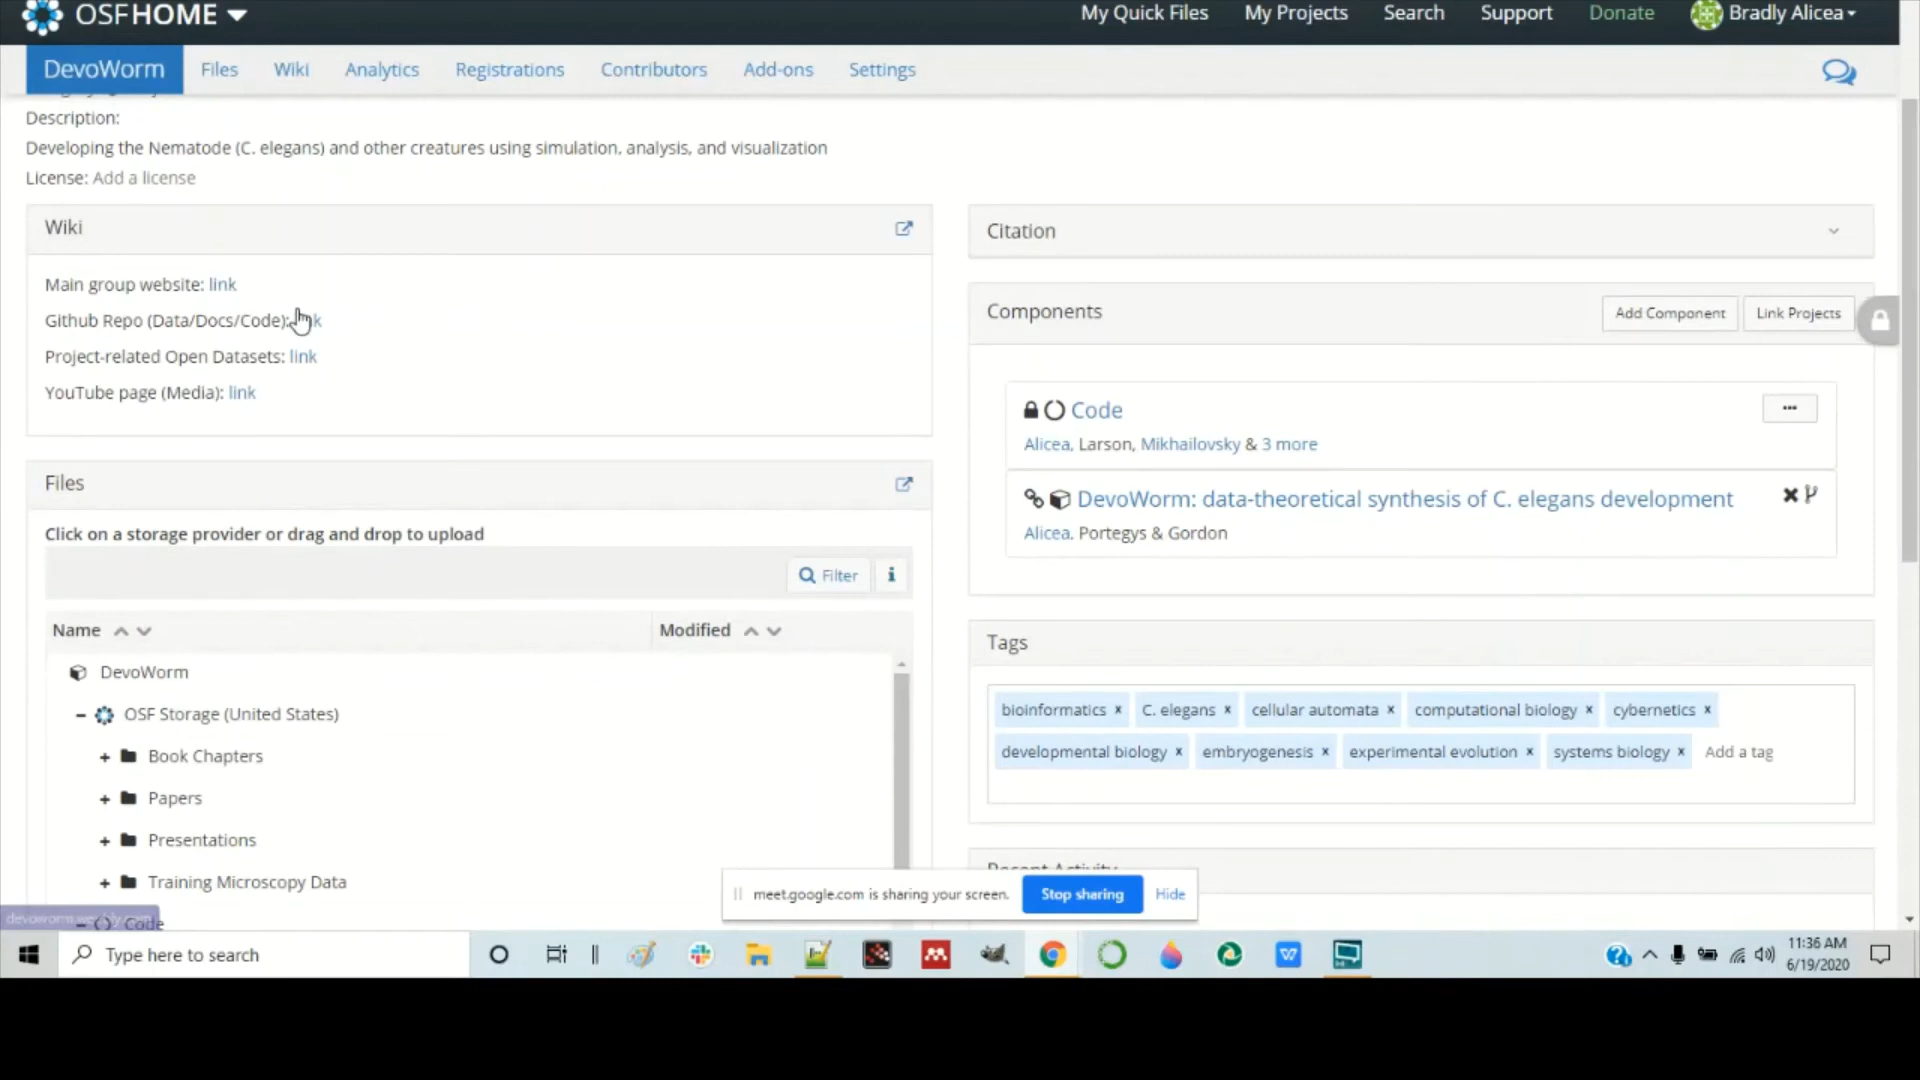 OSFHOME
My Quick Files My Projects Search Support Donate Bradly Alicea
DevoWorm Files Wiki Analytics Registrations Contributors Add-ons Settings
Description:
Developing the Nematode (C. elegans) and other creatures using simulation, analysis, and visualization
License: Add a license
Wiki
Main group website: link
Github Repo (Data/Docs/Code):
Project-related Open Datasets: link
YouTube page (Media): link
Files
Click on a storage provider or drag and drop to upload
Filter
Name Modified
DevoWorm
OSF Storage (United States)
Book Chapters
Papers
Presentations
Training Microscopy Data
Code
Citation
Components Add Component Link Projects
Code
Alicea, Larson, Mikhailovsky & 3 more
DevoWorm: data-theoretical synthesis of C. elegans development
Alicea, Portegys & Gordon
Tags
bioinformatics x C. elegans x cellular automata x computational biology x cybernetics x
developmental biology x embryogenesis x experimental evolution x systems biology x Add a tag
Recent Activity
meet.google.com is sharing your screen. Stop sharing Hide
devoworm.weebly.com
Type here to search
11:36 AM
6/19/2020